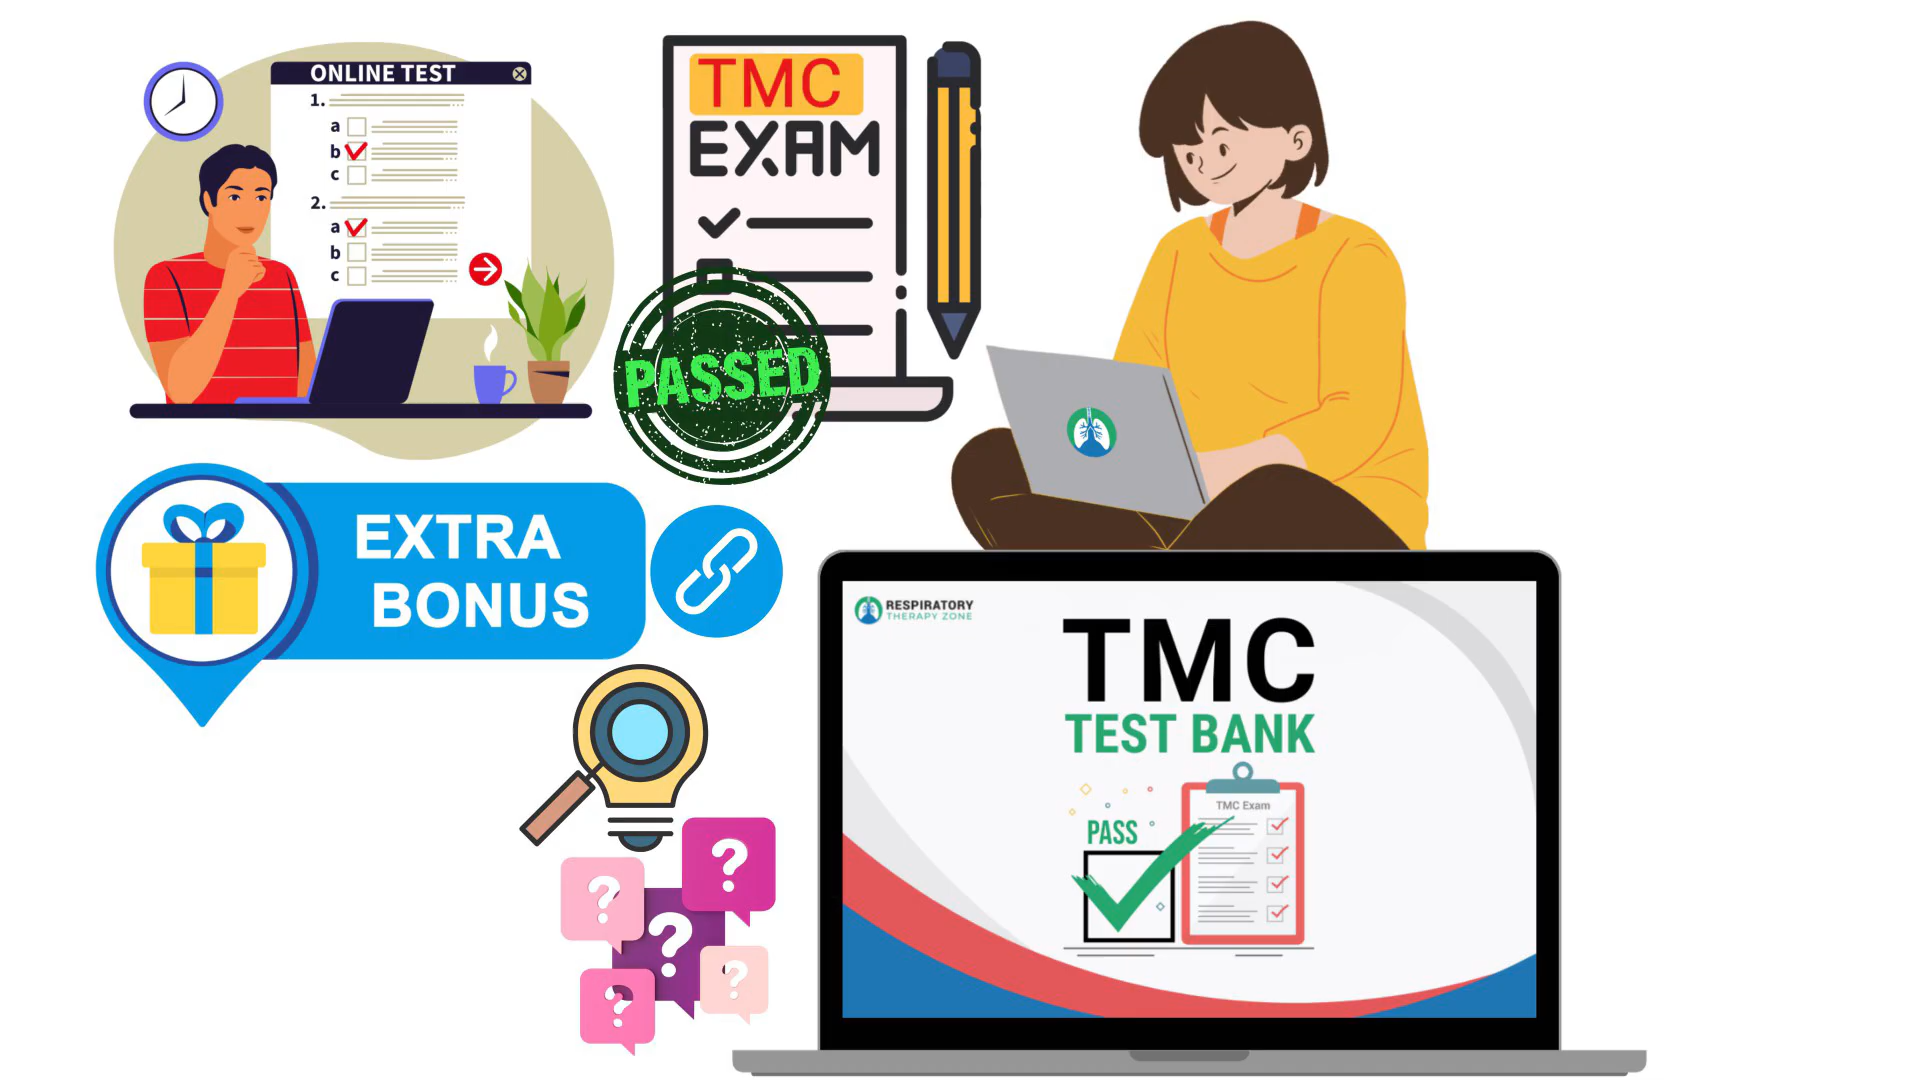 ONLINE TEST
1.
a
b
c
2.
a
b
c
TMC
EXAM
PASSED
EXTRA
BONUS
?
?
?
?
?
RESPIRATORY
THERAPY ZONE
TMC
TEST BANK
TMC Exam
PASS